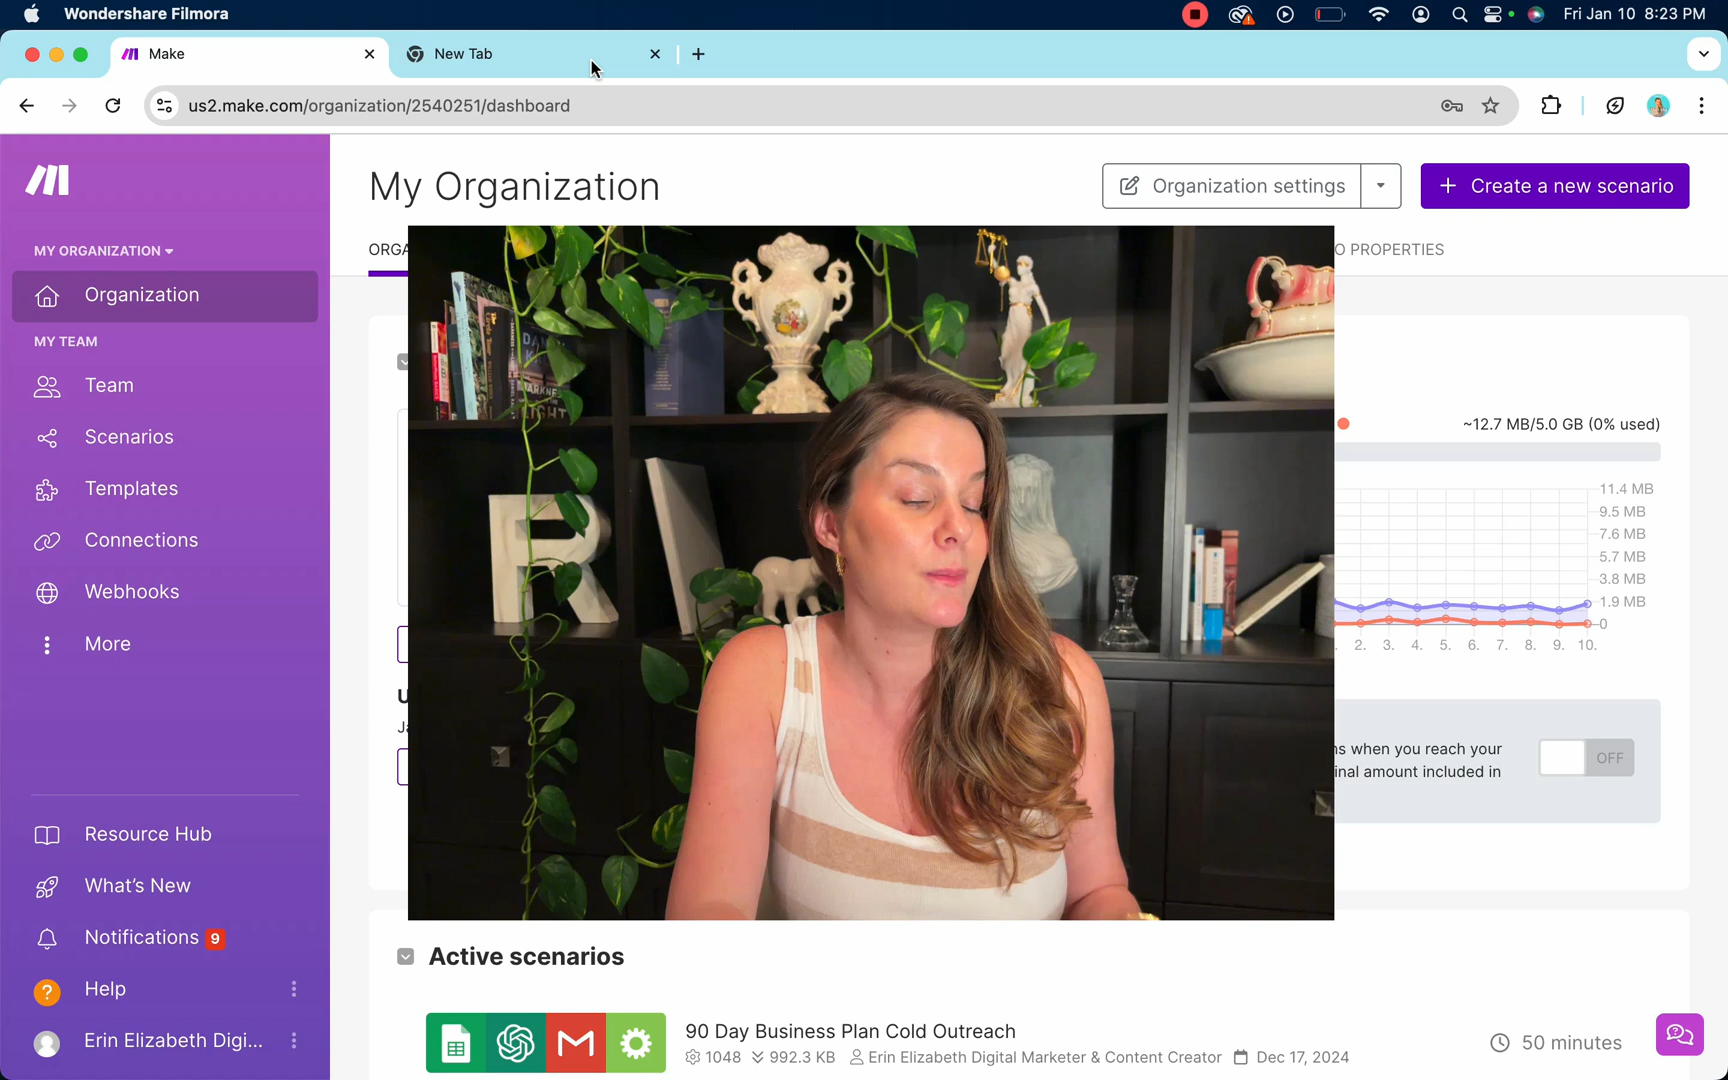 Wondershare Filmora
Fri Jan 10 8:23 PM
Make
New Tab
us2.make.com/organization/2540251/dashboard
My Organization
Organization settings
Create a new scenario
MY ORGANIZATION
ORGA
O PROPERTIES
Organization
MY TEAM
Team
Scenarios
Templates
Connections
Webhooks
More
~12.7 MB/5.0 GB (0% used)
11.4 MB
9.5 MB
7.6 MB
5.7 MB
3.8 MB
1.9 MB
0
2. 3. 4. 5. 6. 7. 8. 9. 10.
R
U
Ja
ns when you reach your
inal amount included in
OFF
Resource Hub
What's New
Notifications 9
Help
Erin Elizabeth Digi...
Active scenarios
90 Day Business Plan Cold Outreach
1048 992.3 KB Erin Elizabeth Digital Marketer & Content Creator Dec 17, 2024
50 minutes